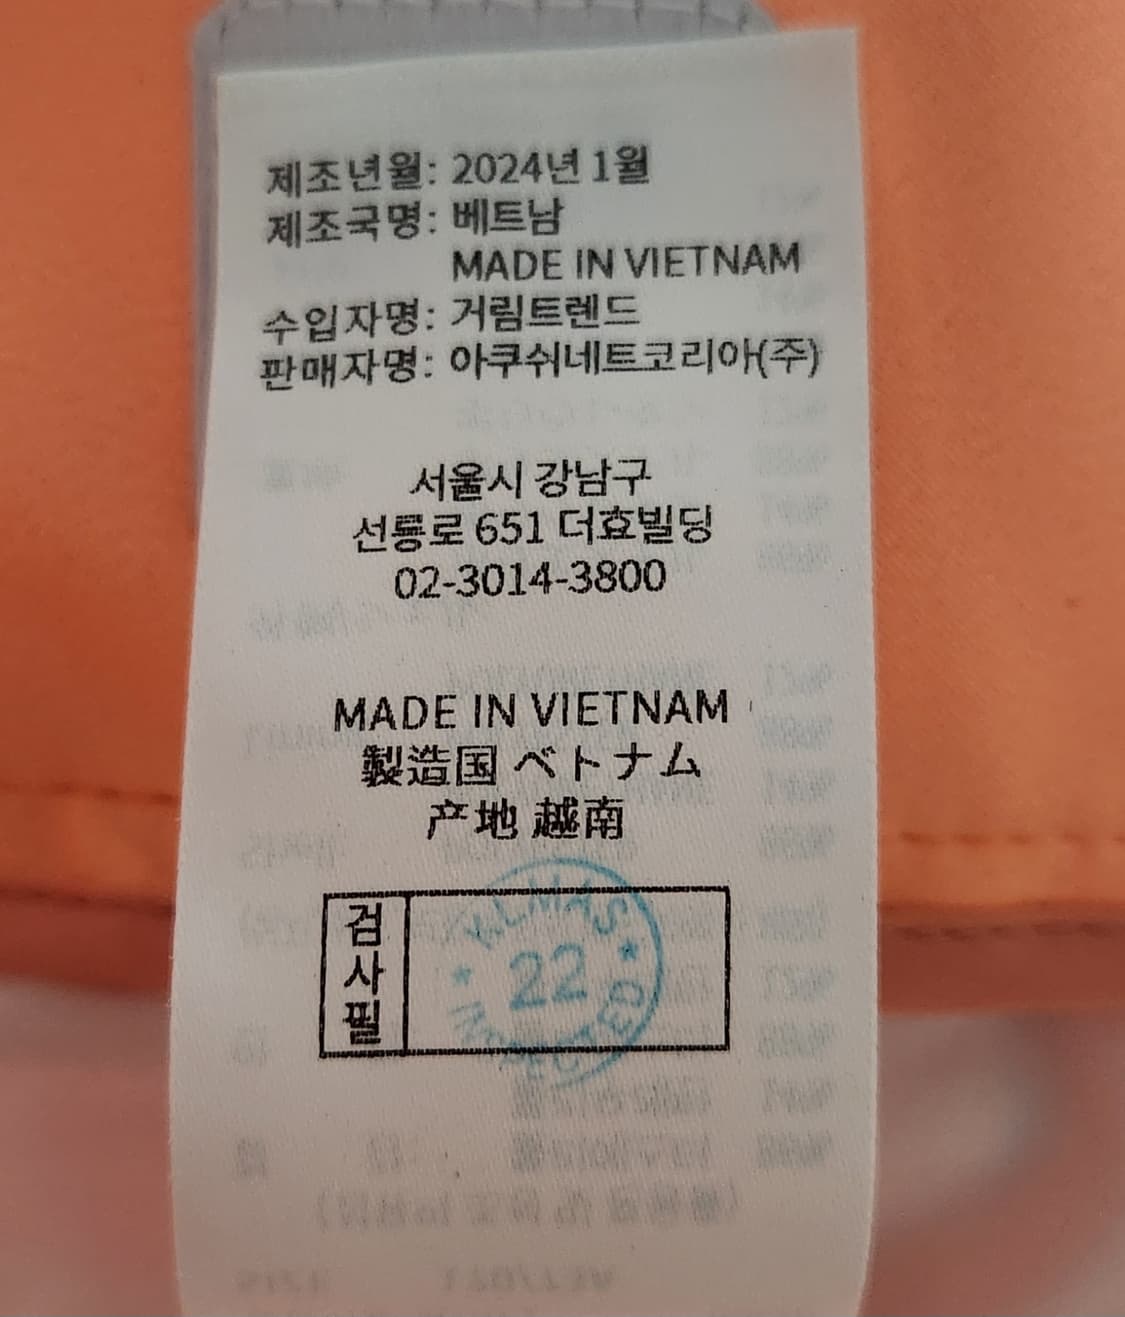 제조년월: 2024년 1월
제조국명: 베트남
MADE IN VIETNAM
수입자명: 거림트렌드
판매자명: 아쿠쉬네트코리아(주)
서울시 강남구
선릉로 651 더효빌딩
02-3014-3800
MADE IN VIETNAM
製造国 ベトナム
产地 越南
검사필
KLMAS
22
INSPECTED